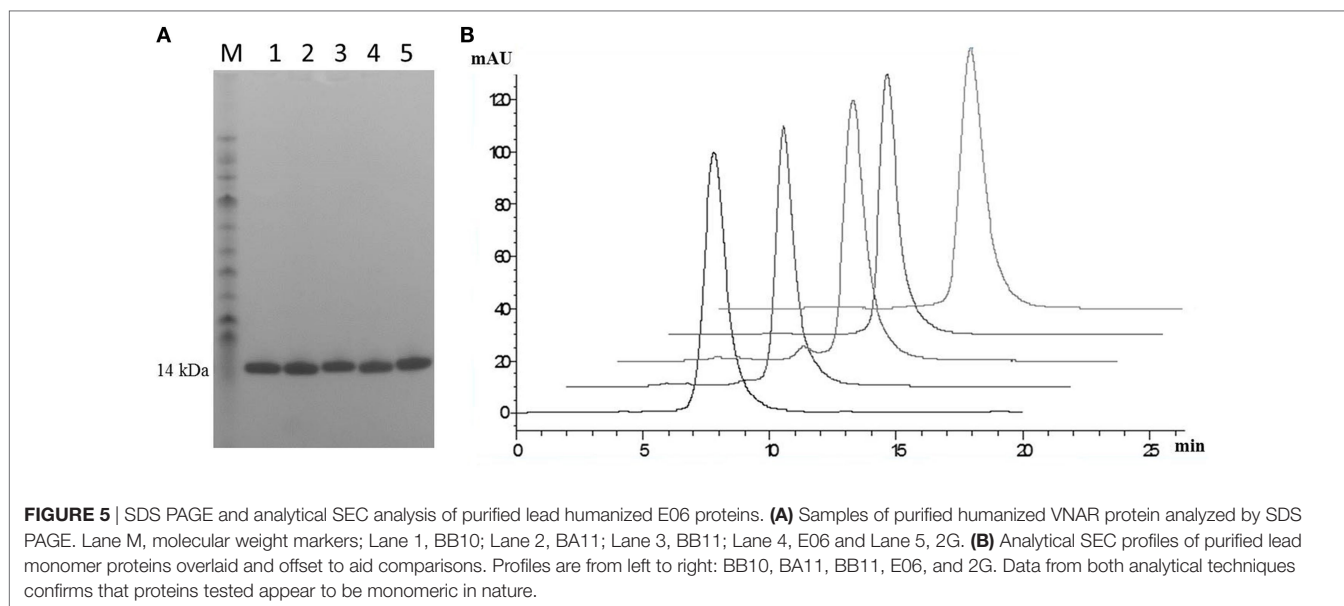 A
M 1 2 3 4 5
14 kDa
B
mAU
120
100
80
60
40
20
0
0 5 10 15 20 25 min
FIGURE 5 | SDS PAGE and analytical SEC analysis of purified lead humanized E06 proteins. (A) Samples of purified humanized VNAR protein analyzed by SDS
PAGE. Lane M, molecular weight markers; Lane 1, BB10; Lane 2, BA11; Lane 3, BB11; Lane 4, E06 and Lane 5, 2G. (B) Analytical SEC profiles of purified lead
monomer proteins overlaid and offset to aid comparisons. Profiles are from left to right: BB10, BA11, BB11, E06, and 2G. Data from both analytical techniques
confirms that proteins tested appear to be monomeric in nature.